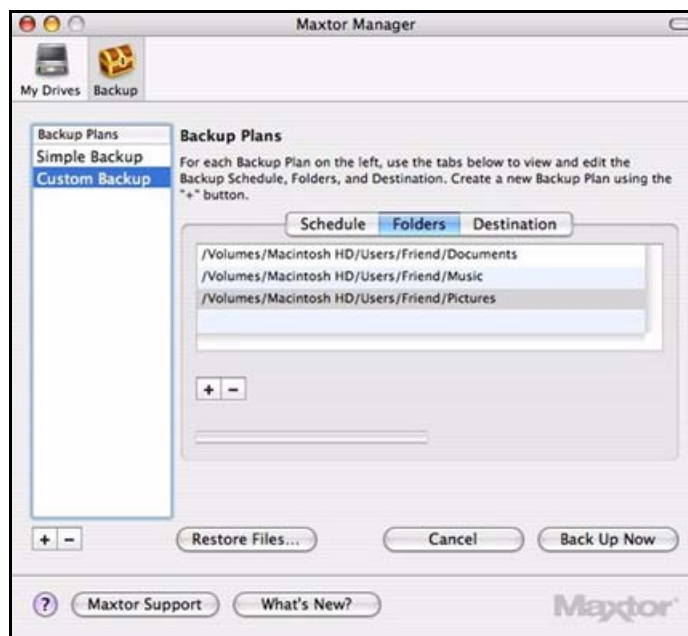 Maxtor Manager
My Drives
Backup
Backup Plans
Simple Backup
Custom Backup
Backup Plans
For each Backup Plan on the left, use the tabs below to view and edit the
Backup Schedule, Folders, and Destination. Create a new Backup Plan using the
"+" button.
Schedule
Folders
Destination
/Volumes/Macintosh HD/Users/Friend/Documents
/Volumes/Macintosh HD/Users/Friend/Music
/Volumes/Macintosh HD/Users/Friend/Pictures
+ −
+ −
Restore Files...
Cancel
Back Up Now
?
Maxtor Support
What's New?
Maxtor